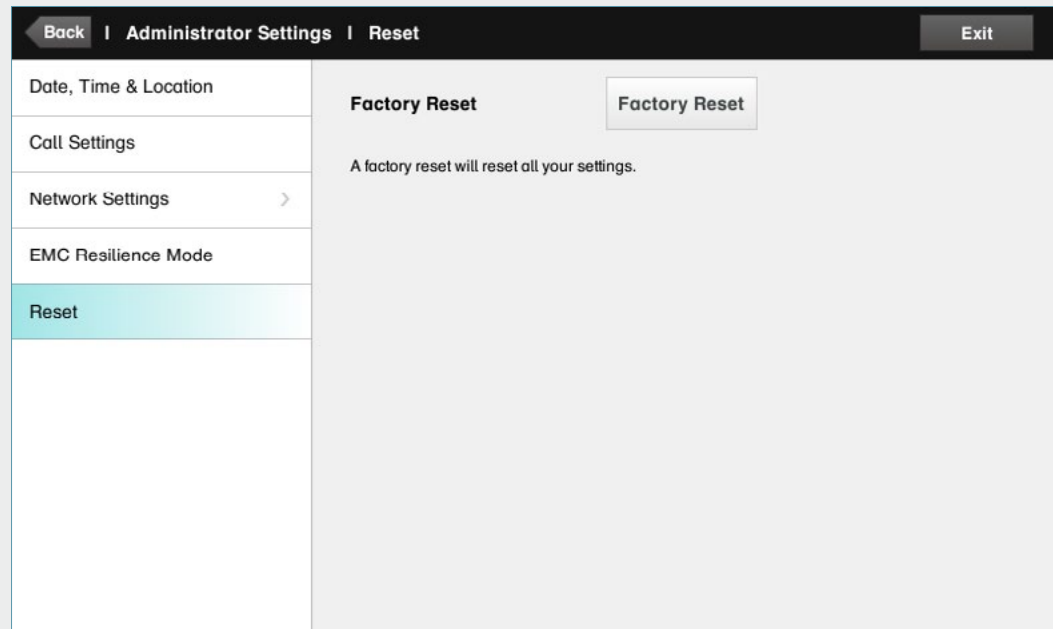 Back | Administrator Settings | Reset Exit
Date, Time & Location
Factory Reset Factory Reset
Call Settings
A factory reset will reset all your settings.
Network Settings >
EMC Resilience Mode
Reset